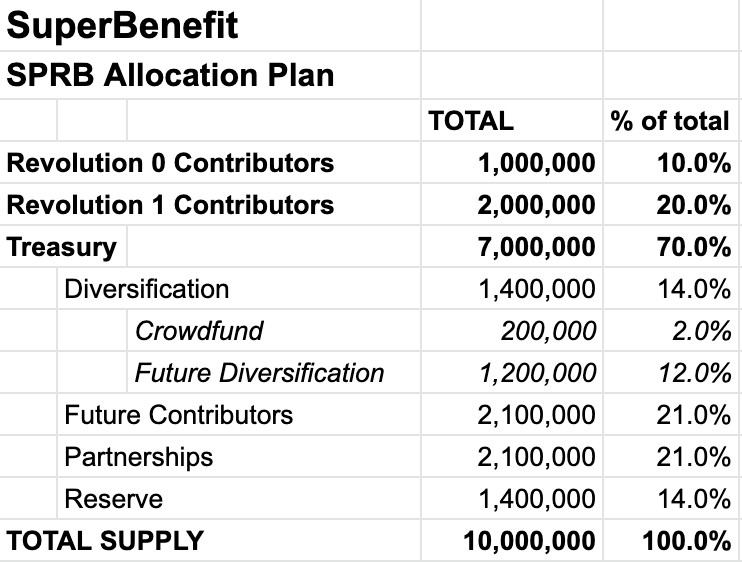 SuperBenefit
SPRB Allocation Plan
TOTAL % of total
Revolution 0 Contributors 1,000,000 10.0%
Revolution 1 Contributors 2,000,000 20.0%
Treasury 7,000,000 70.0%
Diversification 1,400,000 14.0%
Crowdfund 200,000 2.0%
Future Diversification 1,200,000 12.0%
Future Contributors 2,100,000 21.0%
Partnerships 2,100,000 21.0%
Reserve 1,400,000 14.0%
TOTAL SUPPLY 10,000,000 100.0%